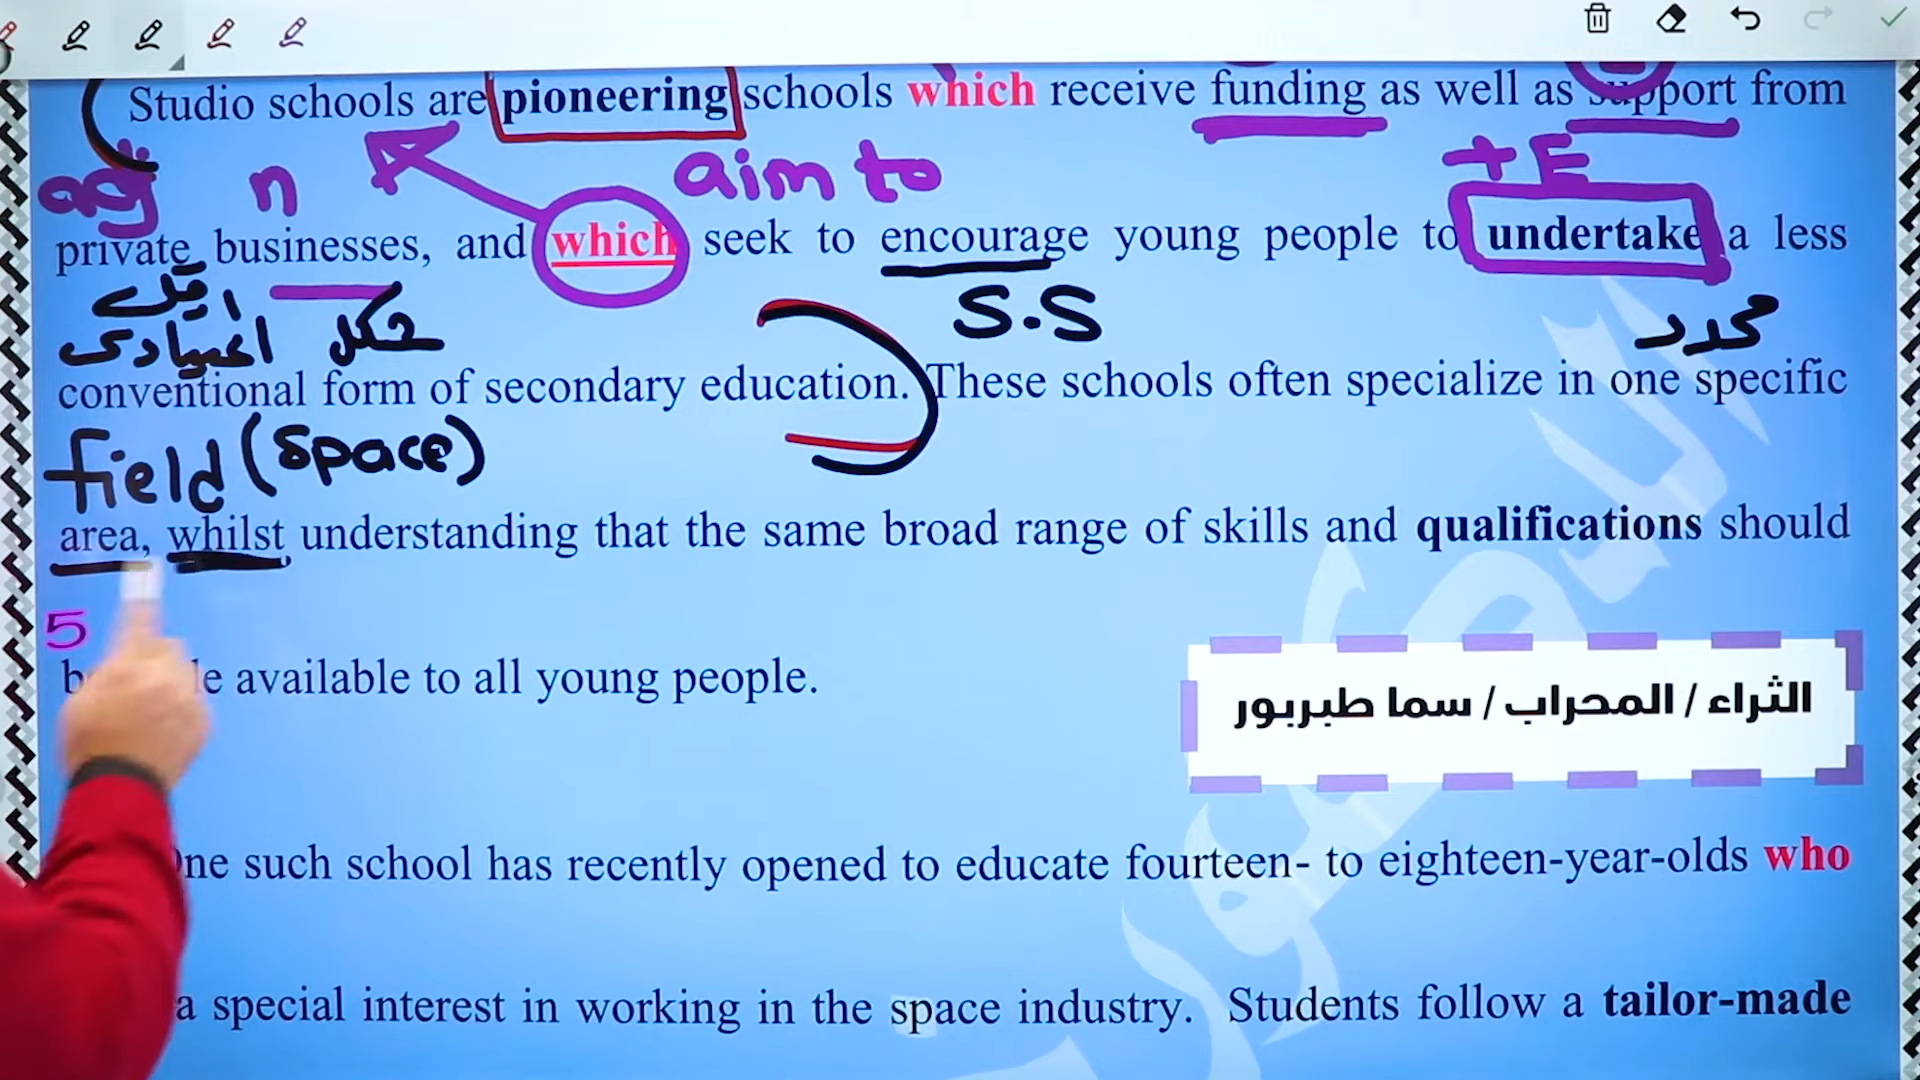 Studio schools are pioneering schools which receive funding as well as support from
adj n aim to +E
private businesses, and which seek to encourage young people to undertake a less
اقل
اعتيادي شكل S.S محدد
conventional form of secondary education. These schools often specialize in one specific
field (space)
area, whilst understanding that the same broad range of skills and qualifications should
5
available to all young people.
الثراء / المحراب / سما طبربور
One such school has recently opened to educate fourteen- to eighteen-year-olds who
a special interest in working in the space industry. Students follow a tailor-made